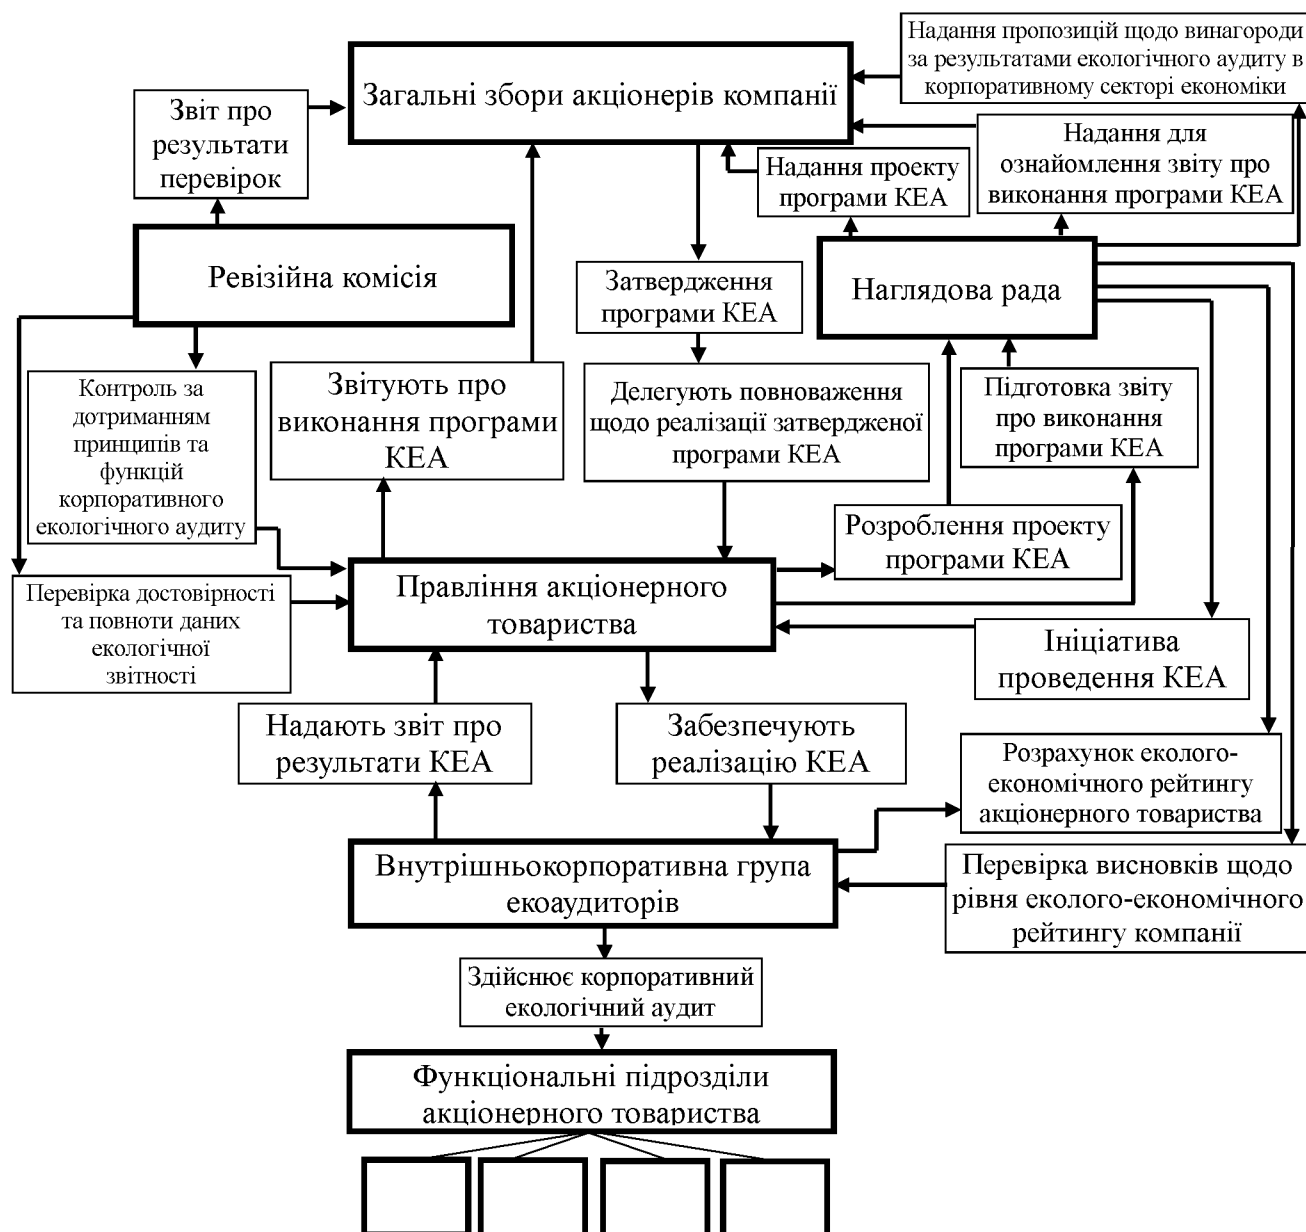 Надання пропозицій щодо винагороди
за результатами екологічного аудиту в
корпоративному секторі економіки
Загальні збори акціонерів компанії
Звіт про
результати
перевірок
Надання проекту
програми КЕА
Надання для
ознайомлення звіту про
виконання програми КЕА
Ревізійна комісія
Затвердження
програми КЕА
Наглядова рада
Контроль за
дотриманням
принципів та
функцій
корпоративного
екологічного аудиту
Звітують про
виконання програми
КЕА
Делегують повноваження
щодо реалізації затвердженої
програми КЕА
Підготовка звіту
про виконання
програми КЕА
Розроблення проекту
програми КЕА
Перевірка достовірності
та повноти даних
екологічної
звітності
Правління акціонерного
товариства
Ініціатива
проведення КЕА
Надають звіт про
результати КЕА
Забезпечують
реалізацію КЕА
Розрахунок еколого-
економічного рейтингу
акціонерного товариства
Внутрішньокорпоративна група
екоаудиторів
Перевірка висновків щодо
рівня еколого-економічного
рейтингу компанії
Здійснює корпоративний
екологічний аудит
Функціональні підрозділи
акціонерного товариства